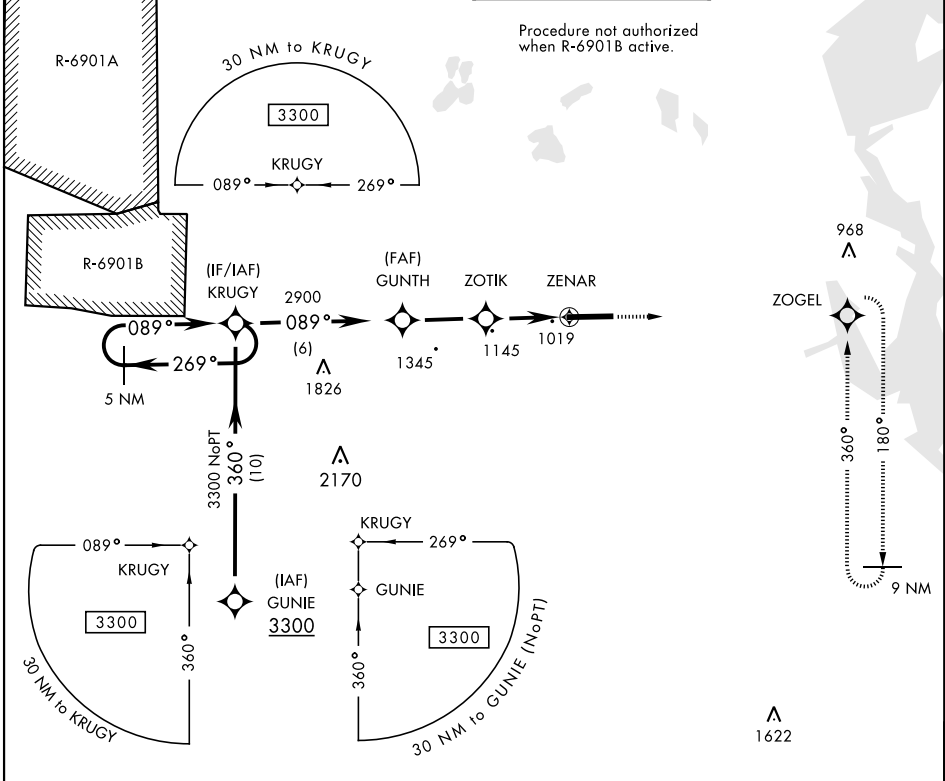 Procedure not authorized
when R-6901B active.
R-6901A
30 NM to KRUGY
3300
KRUGY
089°
269°
R-6901B
(IF/IAF)
KRUGY
2900
089°
(6)
(FAF)
GUNTH
ZOTIK
ZENAR
968
ZOGEL
089°
269°
5 NM
1826
1345
1145
1019
3300 NoPT
360°
(10)
2170
360°
180°
9 NM
089°
KRUGY
3300
360°
30 NM to KRUGY
(IAF)
GUNIE
3300
KRUGY
269°
GUNIE
3300
360°
30 NM to GUNIE (NoPT)
1622